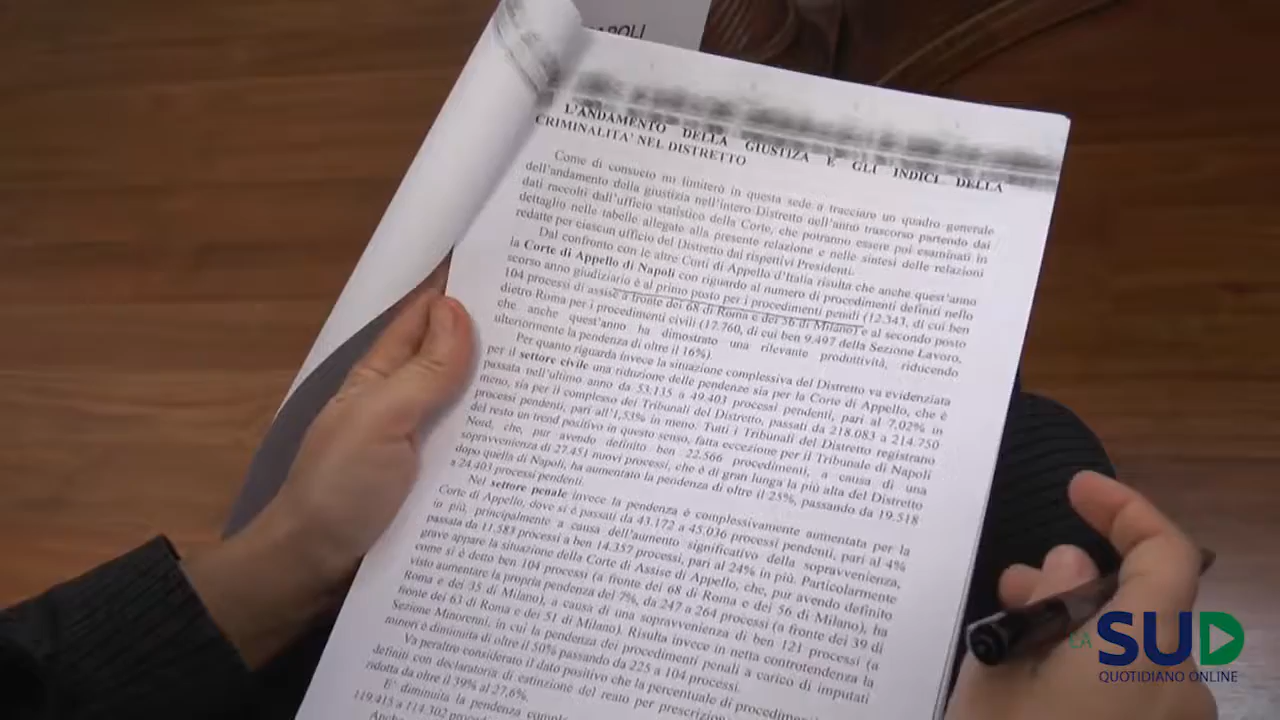 NAPOLI
L'ANDAMENTO DELLA GIUSTIZA E GLI INDICI DELLA
CRIMINALITA' NEL DISTRETTO
Come di consueto mi limiterò in questa sede a tracciare un quadro generale
dell'andamento della giustizia nell'intero Distretto nell'anno trascorso partendo dai
dati raccolti dall'ufficio statistico della Corte, che potranno essere poi esaminati in
dettaglio nelle tabelle allegate alla presente relazione e nelle sintesi delle relazioni
redatte per ciascun ufficio del Distretto dai rispettivi Presidenti.
Dal confronto con le altre Corti di Appello d'Italia risulta che anche quest'anno
la Corte di Appello di Napoli con riguardo al numero di procedimenti definiti nello
scorso anno giudiziario è al primo posto per i procedimenti penali (12.343, di cui ben
104 processi di assise a fronte dei 68 di Roma e dei 56 di Milano) e al secondo posto
dietro Roma per i procedimenti civili (17.760, di cui ben 9.497 della Sezione Lavoro,
che anche quest'anno ha dimostrato una rilevante produttività, riducendo
ulteriormente la pendenza di oltre il 16%).
Per quanto riguarda invece la situazione complessiva del Distretto va evidenziata
per il settore civile una riduzione delle pendenze sia per la Corte di Appello, che è
passata nell'ultimo anno da 53.135 a 49.403 processi pendenti, pari al 7,02% in
meno, sia per il complesso dei Tribunali del Distretto, passati da 218.083 a 214.750
processi pendenti, pari all'1,53% in meno. Tutti i Tribunali del Distretto registrano
del resto un trend positivo in questo senso, fatta eccezione per il Tribunale di Napoli
Nord, che, pur avendo definito ben 22.566 procedimenti, a causa di una
sopravvenienza di 27.451 nuovi processi, che è di gran lunga la più alta del Distretto
dopo quella di Napoli, ha aumentato la pendenza di oltre il 25%, passando da 19.518
a 24.403 processi pendenti.
Nel settore penale invece la pendenza è complessivamente aumentata per la
Corte di Appello, dove si è passati da 43.172 a 45.036 processi pendenti, pari al 4%
in più, principalmente a causa dell'aumento significativo della sopravvenienza,
passata da 11.583 processi a ben 14.357 processi, pari al 24% in più. Particolarmente
grave appare la situazione della Corte di Assise di Appello, che, pur avendo definito
come si è detto ben 104 processi (a fronte dei 68 di Roma e dei 56 di Milano), ha
visto aumentare la propria pendenza del 7%, da 247 a 264 processi (a fronte dei 39 di
Roma e dei 35 di Milano), a causa di una sopravvenienza di ben 121 processi (a
fronte dei 63 di Roma e dei 51 di Milano). Risulta invece in netta controtendenza la
Sezione Minorenni, in cui la pendenza dei procedimenti penali a carico di imputati
minori è diminuita di oltre il 50% passando da 225 a 104 processi.
Va peraltro considerato il dato positivo che la percentuale di procedimenti
definiti con declaratoria di estinzione del reato per prescrizione
ridotta da oltre il 39% al 27,6%.
E' diminuita la pendenza
119.415 a 114.302
Anche
LA SUD
QUOTIDIANO ONLINE